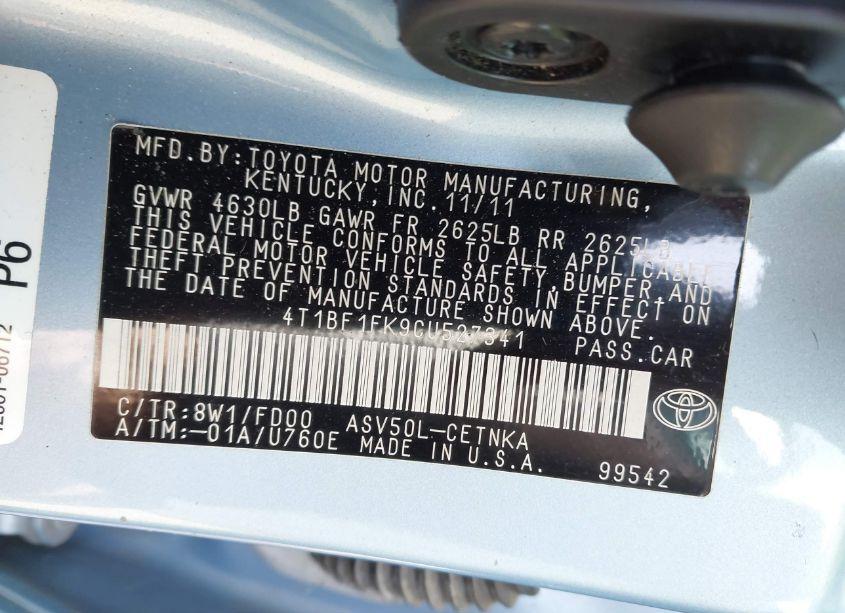 MFD.BY:TOYOTA MOTOR MANUFACTURING,
KENTUCKY,INC.11/11
GVWR 4630LB GAWR FR 2625LB RR 2625LB
THIS VEHICLE CONFORMS TO ALL APPLICABLE
FEDERAL MOTOR VEHICLE SAFETY,BUMPER,AND
THEFT PREVENTION STANDARDS IN EFFECT ON
THE DATE OF MANUFACTURE SHOWN ABOVE.
4T1BF1FK9CU527341 PASS.CAR
C/TR:8W1/FD00 ASV50L-CETNKA
A/TM:-01A/U760E MADE IN U.S.A.
99542
P6